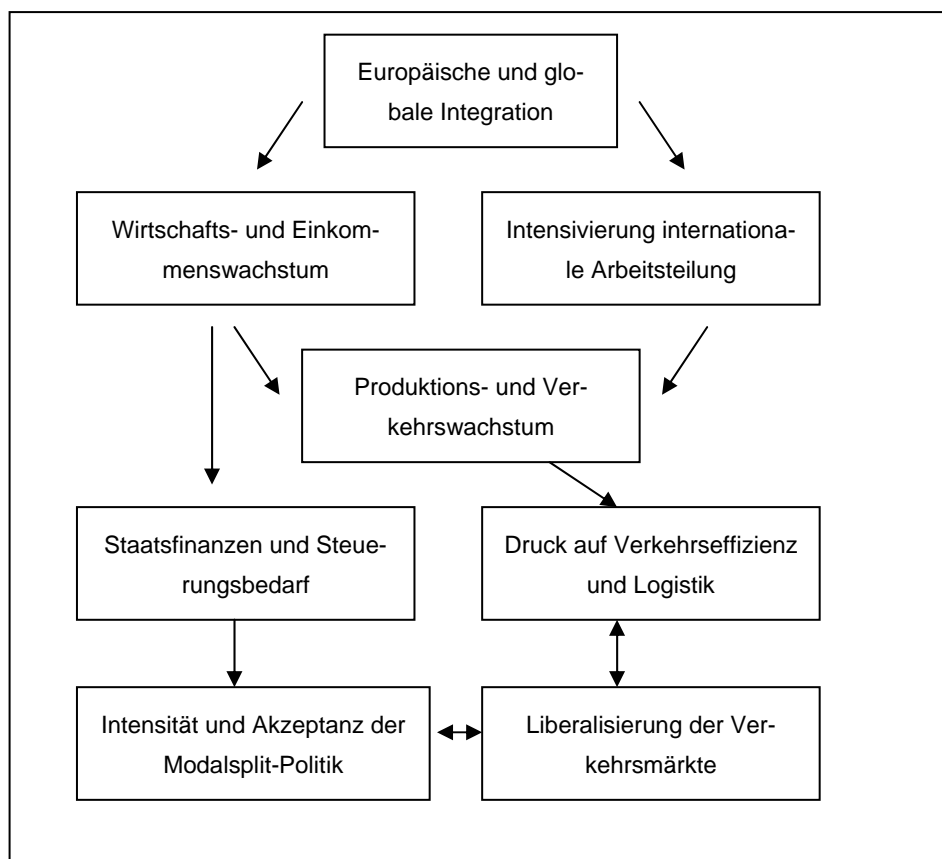 Europäische und glo-
bale Integration
Wirtschafts- und Einkom-
menswachstum
Intensivierung internationa-
le Arbeitsteilung
Produktions- und Ver-
kehrswachstum
Staatsfinanzen und Steue-
rungsbedarf
Druck auf Verkehrseffizienz
und Logistik
Intensität und Akzeptanz der
Modalsplit-Politik
Liberalisierung der Ver-
kehrsmärkte